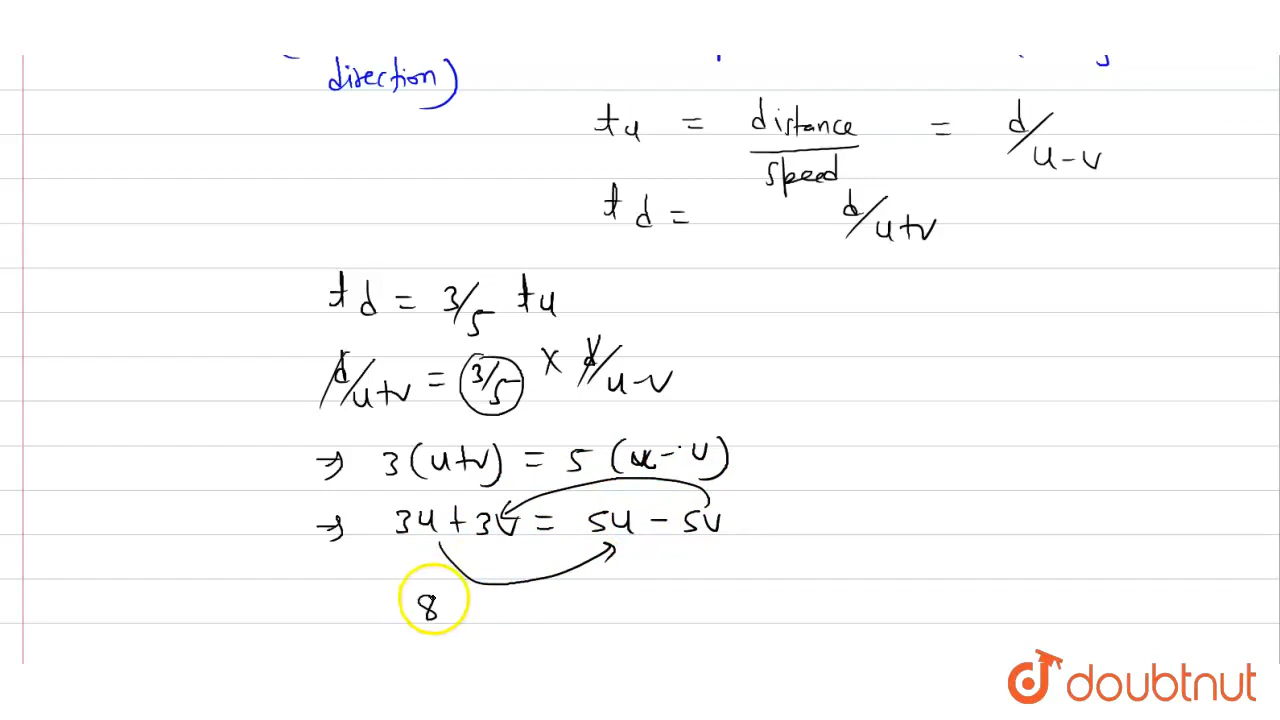 direction)
tu = distance/speed = d/u-v
td = d/u+v
td = 3/5 tu
d/u+v = 3/5 × d/u-v
⇒ 3(u+v) = 5(u-v)
⇒ 3u+3v = 5u-5v
8
doubtnut